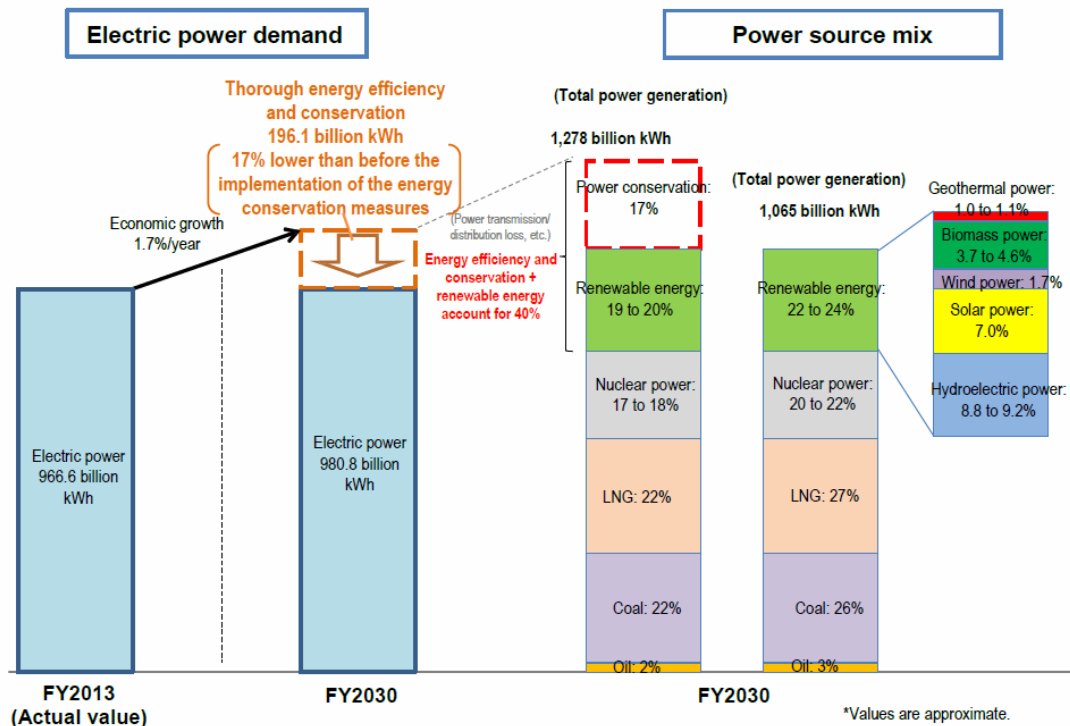 Electric power demand
Power source mix
Thorough energy efficiency
and conservation
196.1 billion kWh
17% lower than before the
implementation of the energy
conservation measures
Economic growth
1.7%/year
(Power transmission/
distribution loss, etc.)
Energy efficiency and
conservation +
renewable energy
account for 40%
Electric power
966.6 billion
kWh
Electric power
980.8 billion
kWh
(Total power generation)
1,278 billion kWh
Power conservation:
17%
Renewable energy:
19 to 20%
Nuclear power:
17 to 18%
LNG: 22%
Coal: 22%
Oil: 2%
(Total power generation)
1,065 billion kWh
Renewable energy:
22 to 24%
Nuclear power:
20 to 22%
LNG: 27%
Coal: 26%
Oil: 3%
Geothermal power:
1.0 to 1.1%
Biomass power:
3.7 to 4.6%
Wind power: 1.7%
Solar power:
7.0%
Hydroelectric power:
8.8 to 9.2%
FY2013
(Actual value)
FY2030
FY2030
*Values are approximate.